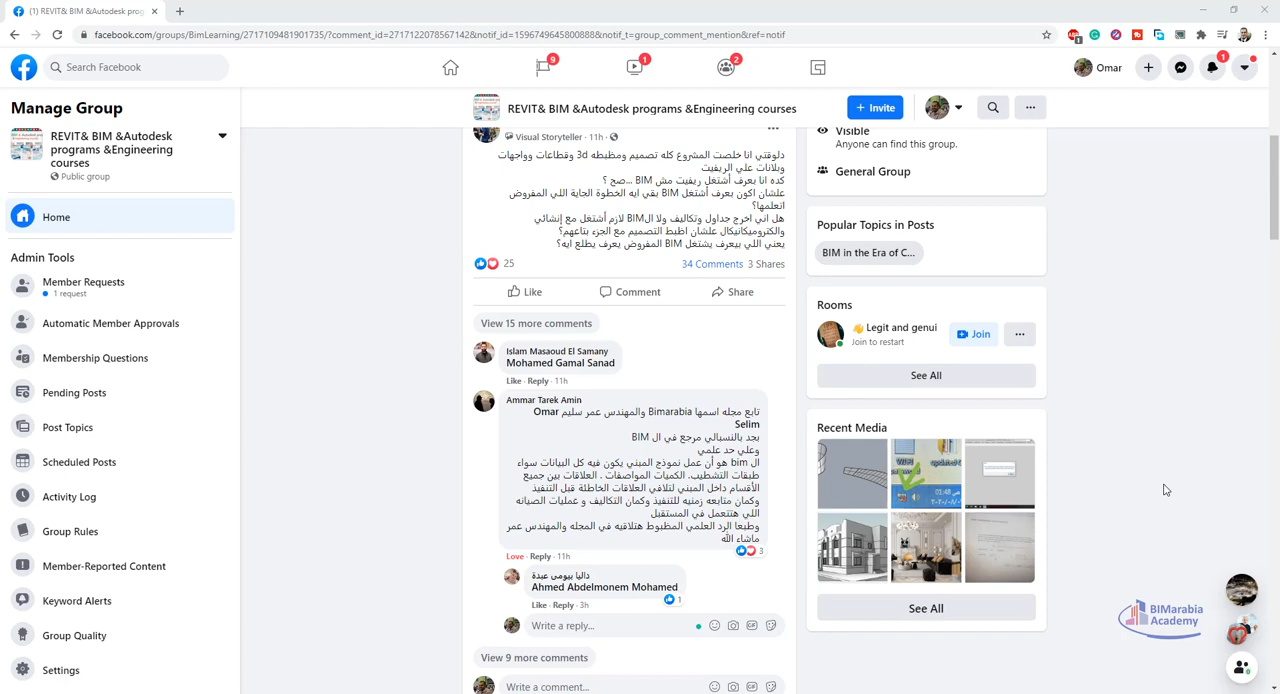 (1) REVIT& BIM &Autodesk prog
facebook.com/groups/BimLearning/2717109481901735/?comment_id=2717122078567142&notif_id=1596749645800888&notif_t=group_comment_mention&ref=notif
Search Facebook
9
1
2
Omar
1
Manage Group
REVIT& BIM &Autodesk
programs &Engineering
courses
Public group
Home
Admin Tools
Member Requests
1 request
Automatic Member Approvals
Membership Questions
Pending Posts
Post Topics
Scheduled Posts
Activity Log
Group Rules
Member-Reported Content
Keyword Alerts
Group Quality
Settings
REVIT& BIM &Autodesk programs &Engineering courses
+ Invite
Visual Storyteller · 11h ·
دلوقتي انا خلصت المشروع كله تصميم ومظبطه 3d وقطاعات وواجهات
وبلانات علي الريفيت
كده انا بعرف أشتغل ريفيت مش BIM ...صح ؟
علشان اكون بعرف أشتغل BIM بقي ايه الخطوة الجاية اللي المفروض
اتعلمها؟
هل اني اخرج جداول وتكاليف ولا الBIM لازم أشتغل مع إنشائي
والكتروميكانيكال علشان اظبط التصميم مع الجزء بتاعهم؟
يعني اللي بيعرف يشتغل BIM المفروض يعرف يطلع ايه؟
25
34 Comments 3 Shares
Like
Comment
Share
View 15 more comments
Islam Masaoud El Samany
Mohamed Gamal Sanad
Like · Reply · 11h
Ammar Tarek Amin
تابع مجله اسمها Bimarabia والمهندس عمر سليم Omar
Selim
بجد بالنسبالي مرجع في ال BIM
وعلي حد علمي
ال bim هو أن عمل نموذج المبني يكون فيه كل البيانات سواء
طبقات التشطيب. الكميات المواصفات . العلاقات بين جميع
الأقسام داخل المبني لتلافي العلاقات الخاطلة قبل التنفيذ
وكمان متابعه زمنيه للتنفيذ وكمان التكاليف و عمليات الصيانه
اللي هتتعمل في المستقبل
وطبعا الرد العلمي المظبوط هتلاقيه في المجله والمهندس عمر
ماشاء الله
3
Love · Reply · 11h
داليا بيومى عبدة
Ahmed Abdelmonem Mohamed
1
Like · Reply · 3h
Write a reply...
View 9 more comments
Write a comment...
Visible
Anyone can find this group.
General Group
Popular Topics in Posts
BIM in the Era of C...
Rooms
Legit and genui
Join to restart
Join
See All
Recent Media
See All
BIMarabia
Academy